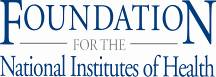 FOUNDATION
FOR THE
National Institutes of Health